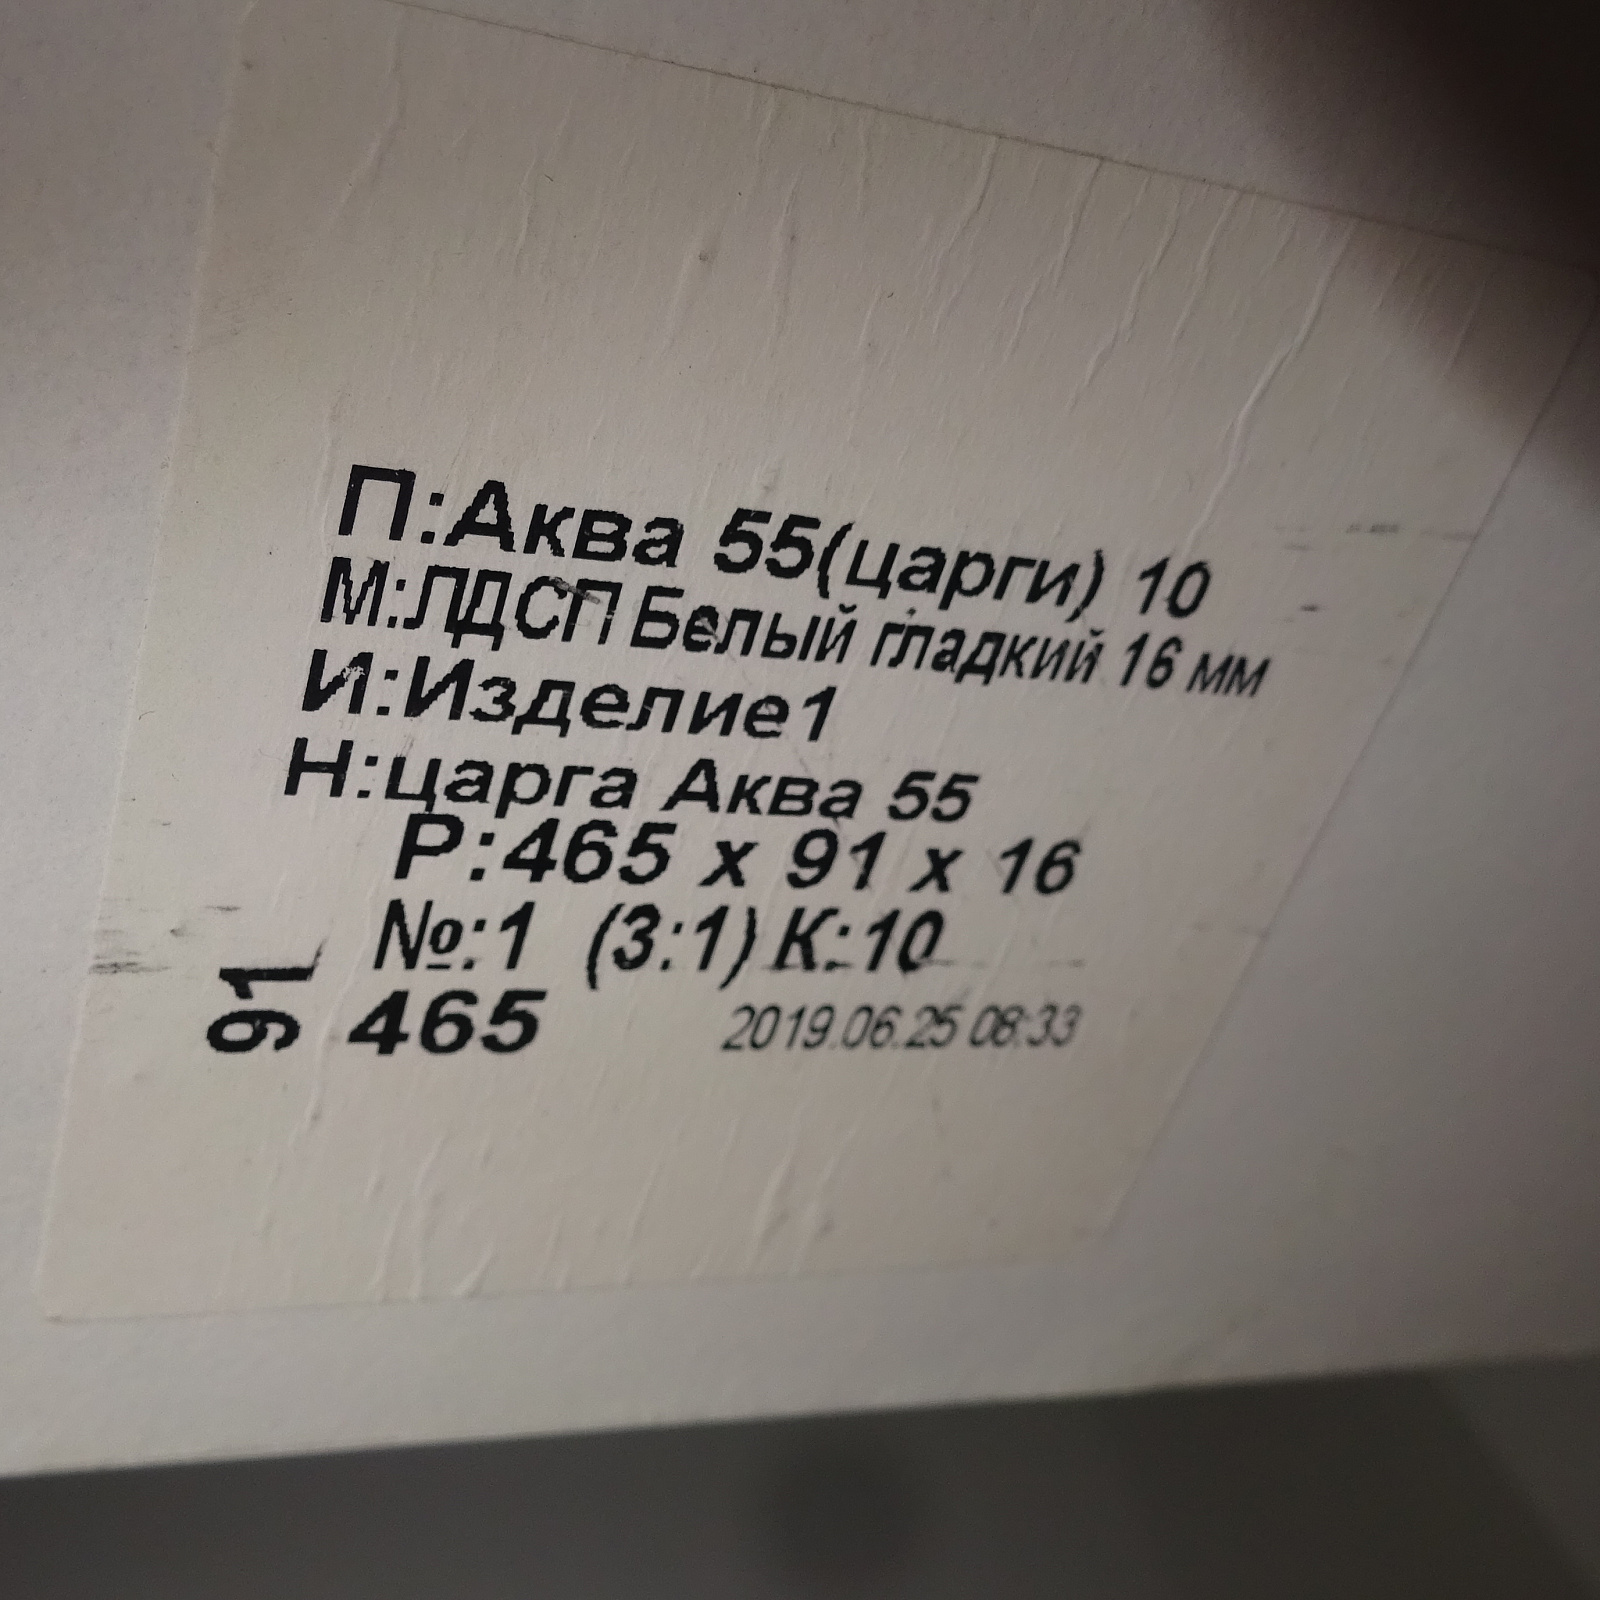 П:Аква 55(царги) 10
М:ЛДСП Белый гладкий 16 мм
И:Изделие1
Н:царга Аква 55
Р:465 x 91 x 16
№:1 (3:1) К:10
91
465 2019.06.25 08:33